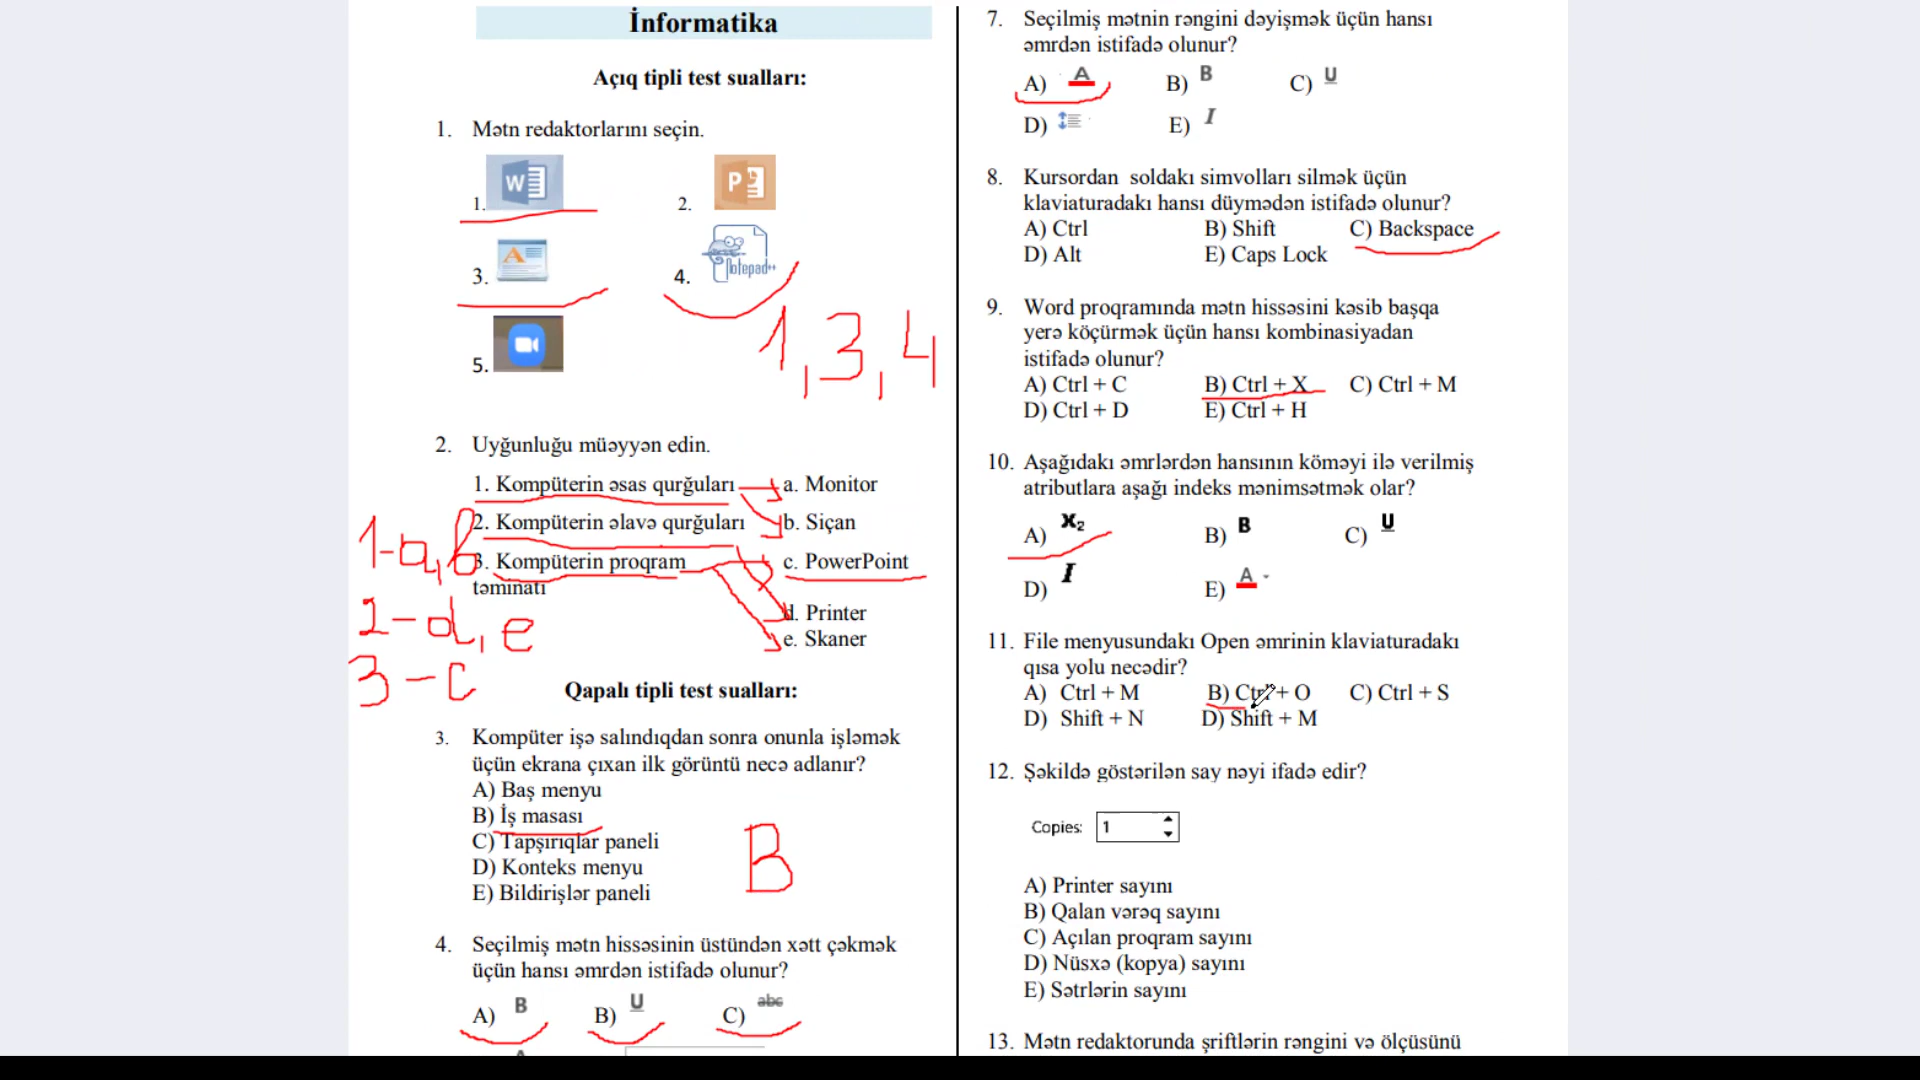 İnformatika
Açıq tipli test sualları:
1. Mətn redaktorlarını seçin.
1. W
2. P
3. A
4. Notepad++
5.
1, 3, 4
2. Uyğunluğu müəyyən edin.
1. Kompüterin əsas qurğuları
a. Monitor
2. Kompüterin əlavə qurğuları
b. Siçan
3. Kompüterin proqram
təminatı
c. PowerPoint
d. Printer
e. Skaner
1-a, b
2-d, e
3-c
Qapalı tipli test sualları:
3. Kompüter işə salındıqdan sonra onunla işləmək
üçün ekrana çıxan ilk görüntü necə adlanır?
A) Baş menyu
B) İş masası
C) Tapşırıqlar paneli
D) Konteks menyu
E) Bildirişlər paneli
B
4. Seçilmiş mətn hissəsinin üstündən xətt çəkmək
üçün hansı əmrdən istifadə olunur?
A) B B) U C) abc
7. Seçilmiş mətnin rəngini dəyişmək üçün hansı
əmrdən istifadə olunur?
A) A B) B C) U
D) E) I
8. Kursordan soldakı simvolları silmək üçün
klaviaturadakı hansı düymədən istifadə olunur?
A) Ctrl B) Shift C) Backspace
D) Alt E) Caps Lock
9. Word proqramında mətn hissəsini kəsib başqa
yerə köçürmək üçün hansı kombinasiyadan
istifadə olunur?
A) Ctrl + C B) Ctrl + X C) Ctrl + M
D) Ctrl + D E) Ctrl + H
10. Aşağıdakı əmrlərdən hansının köməyi ilə verilmiş
atributlara aşağı indeks mənimsətmək olar?
A) X₂ B) B C) U
D) I E) A
11. File menyusundakı Open əmrinin klaviaturadakı
qısa yolu necədir?
A) Ctrl + M B) Ctrl + O C) Ctrl + S
D) Shift + N D) Shift + M
12. Şəkildə göstərilən say nəyi ifadə edir?
Copies: 1
A) Printer sayını
B) Qalan vərəq sayını
C) Açılan proqram sayını
D) Nüsxə (kopya) sayını
E) Sətrlərin sayını
13. Mətn redaktorunda şriftlərin rəngini və ölçüsünü